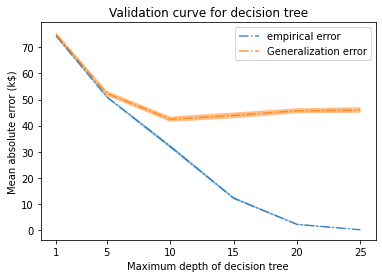 Validation curve for decision tree
empirical error
Generalization error
Mean absolute error (k$)
70
60
50
40
30
20
10
0
1 5 10 15 20 25
Maximum depth of decision tree